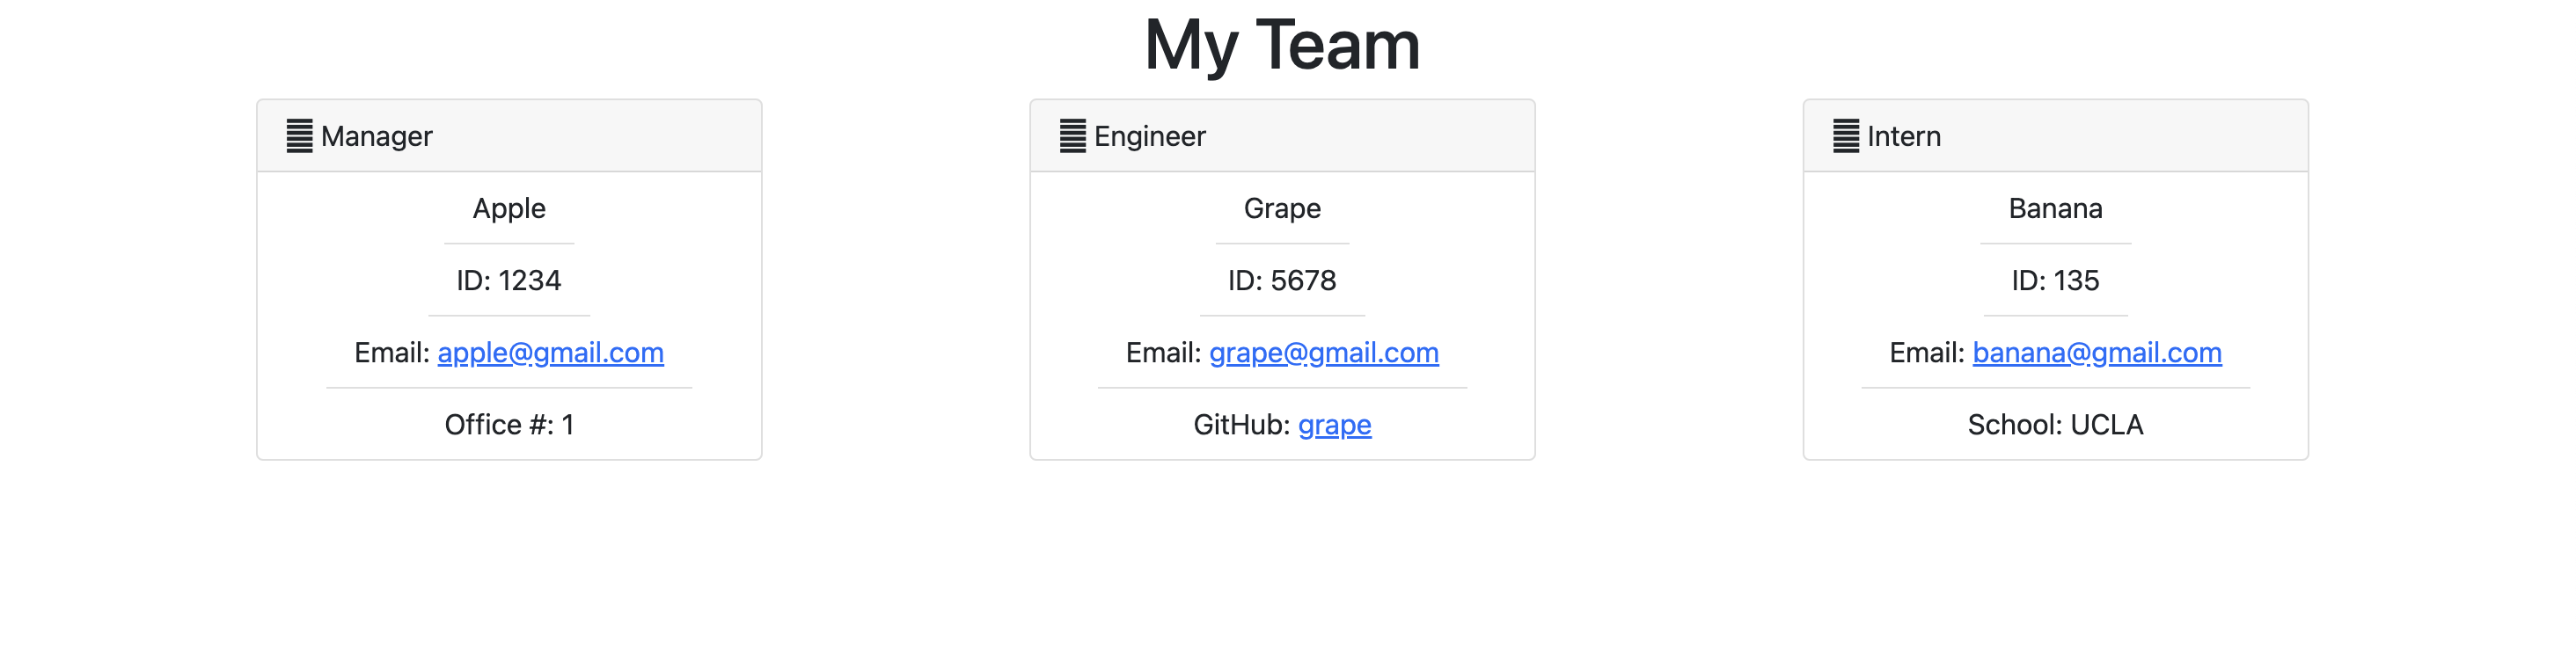 My Team
Manager
Apple
ID: 1234
Email: apple@gmail.com
Office #: 1
Engineer
Grape
ID: 5678
Email: grape@gmail.com
GitHub: grape
Intern
Banana
ID: 135
Email: banana@gmail.com
School: UCLA